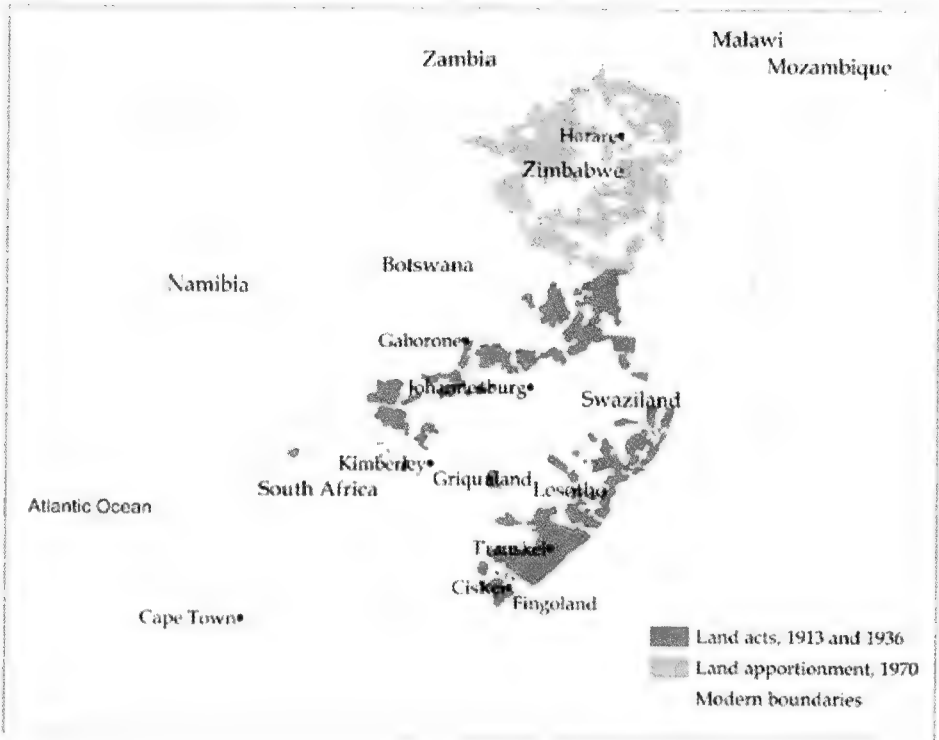 Malawi
Zambia
Mozambique
Harare
Zimbabwe
Botswana
Namibia
Gaborone
Johannesburg
Swaziland
Kimberley
Griqualand
South Africa
Lesotho
Atlantic Ocean
Transkei
Ciskei
Fingoland
Cape Town
Land acts, 1913 and 1936
Land apportionment, 1970
Modern boundaries